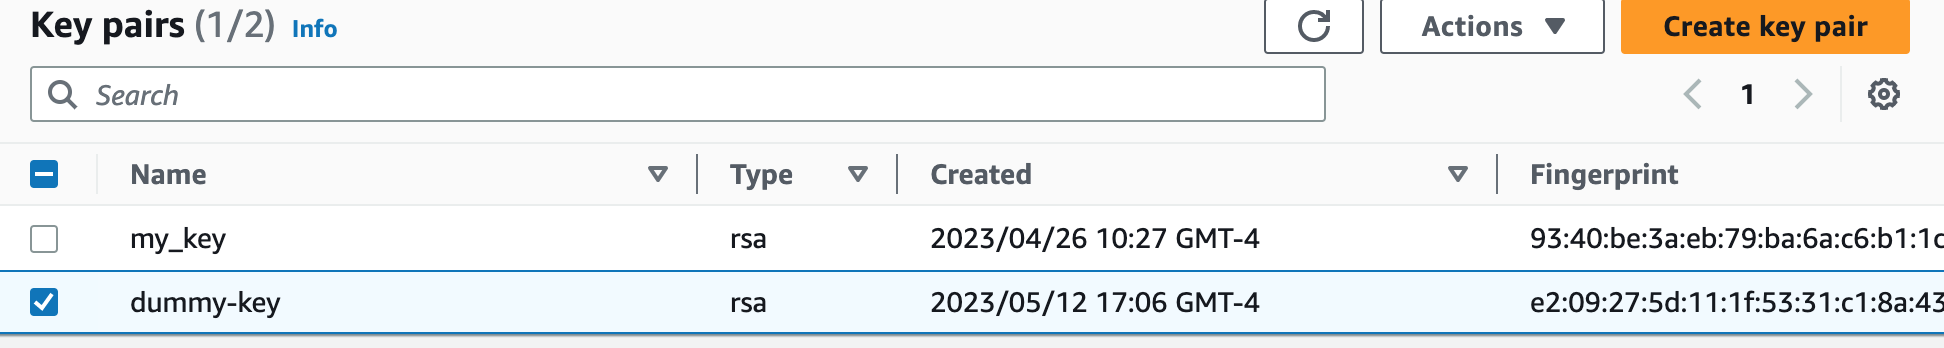 Key pairs (1/2) Info Actions Create key pair
Search 1
Name Type Created Fingerprint
my_key rsa 2023/04/26 10:27 GMT-4 93:40:be:3a:eb:79:ba:6a:c6:b1:1c
dummy-key rsa 2023/05/12 17:06 GMT-4 e2:09:27:5d:11:1f:53:31:c1:8a:43